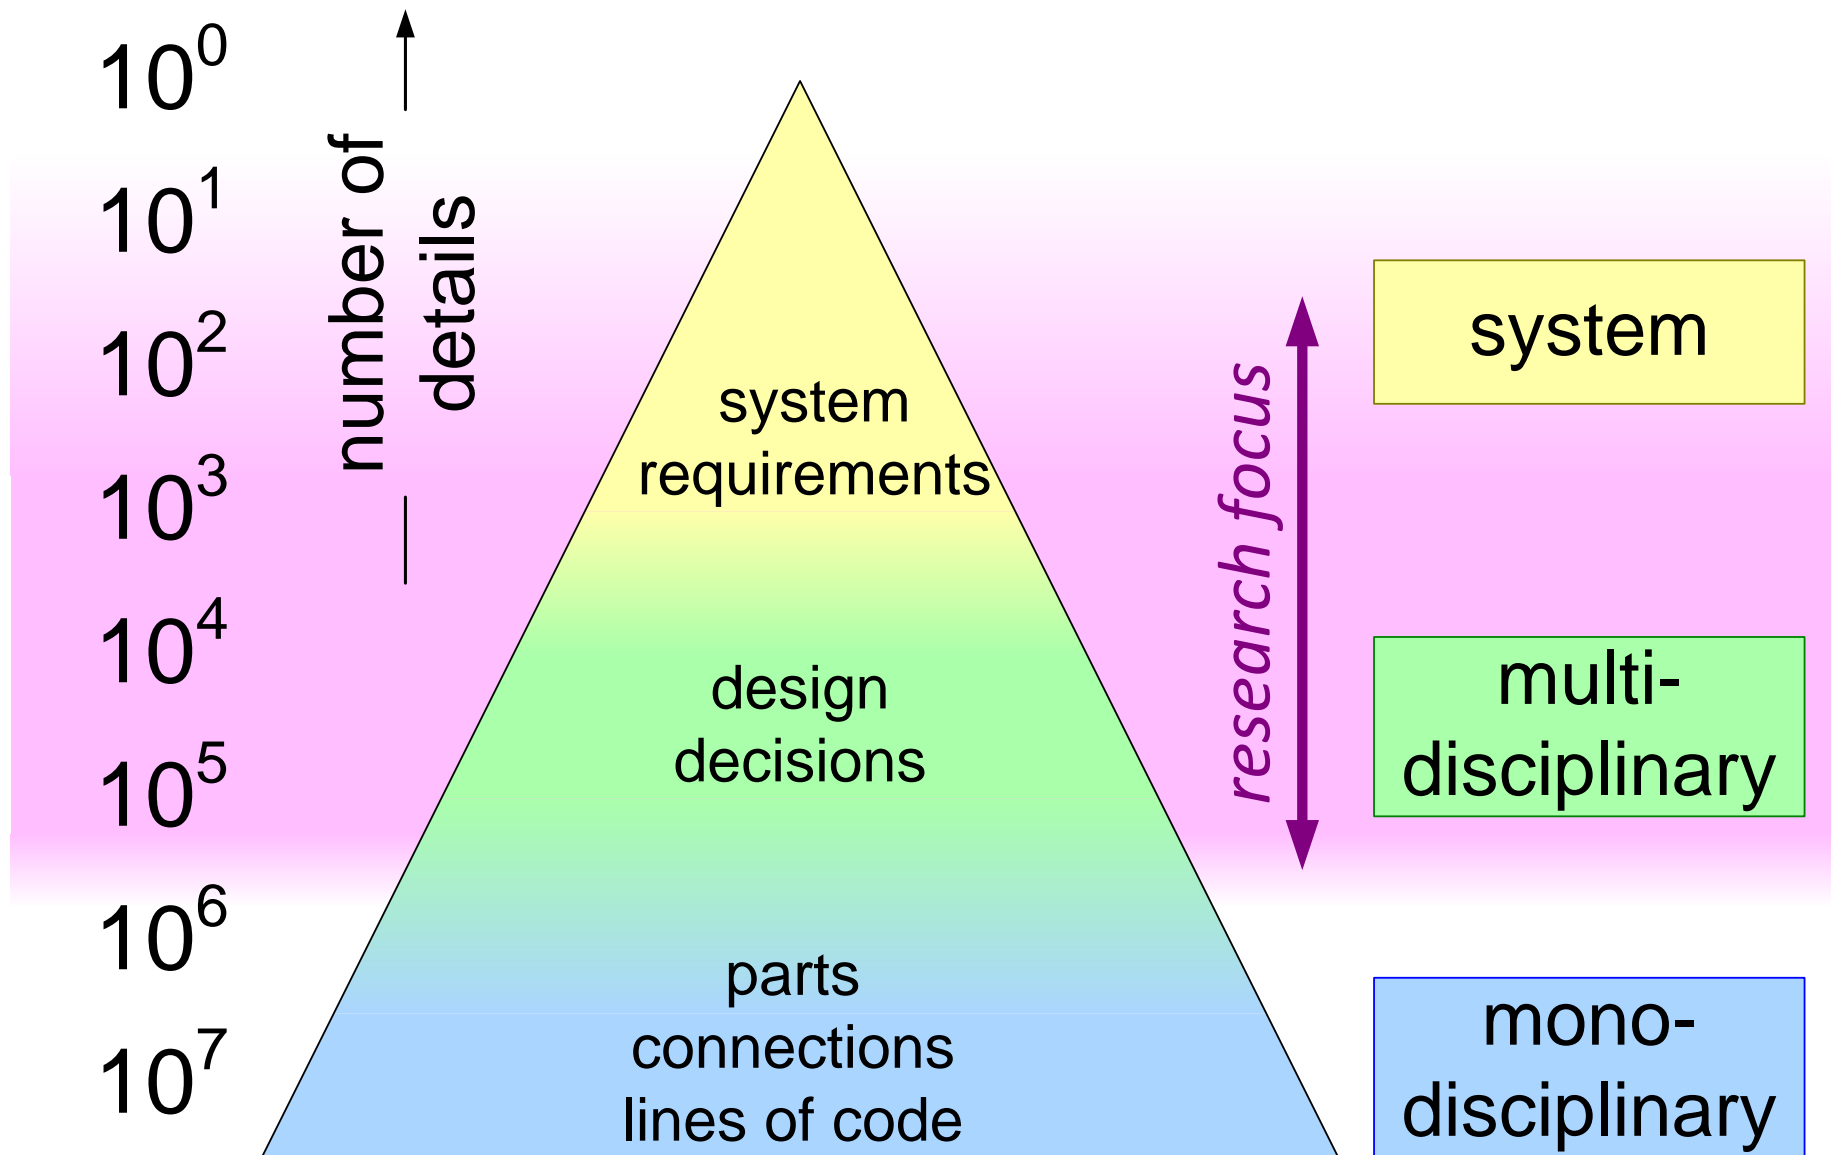 10⁰
10¹
10²
10³
10⁴
10⁵
10⁶
10⁷
number of
details
system
requirements
design
decisions
parts
connections
lines of code
research focus
system
multi-
disciplinary
mono-
disciplinary